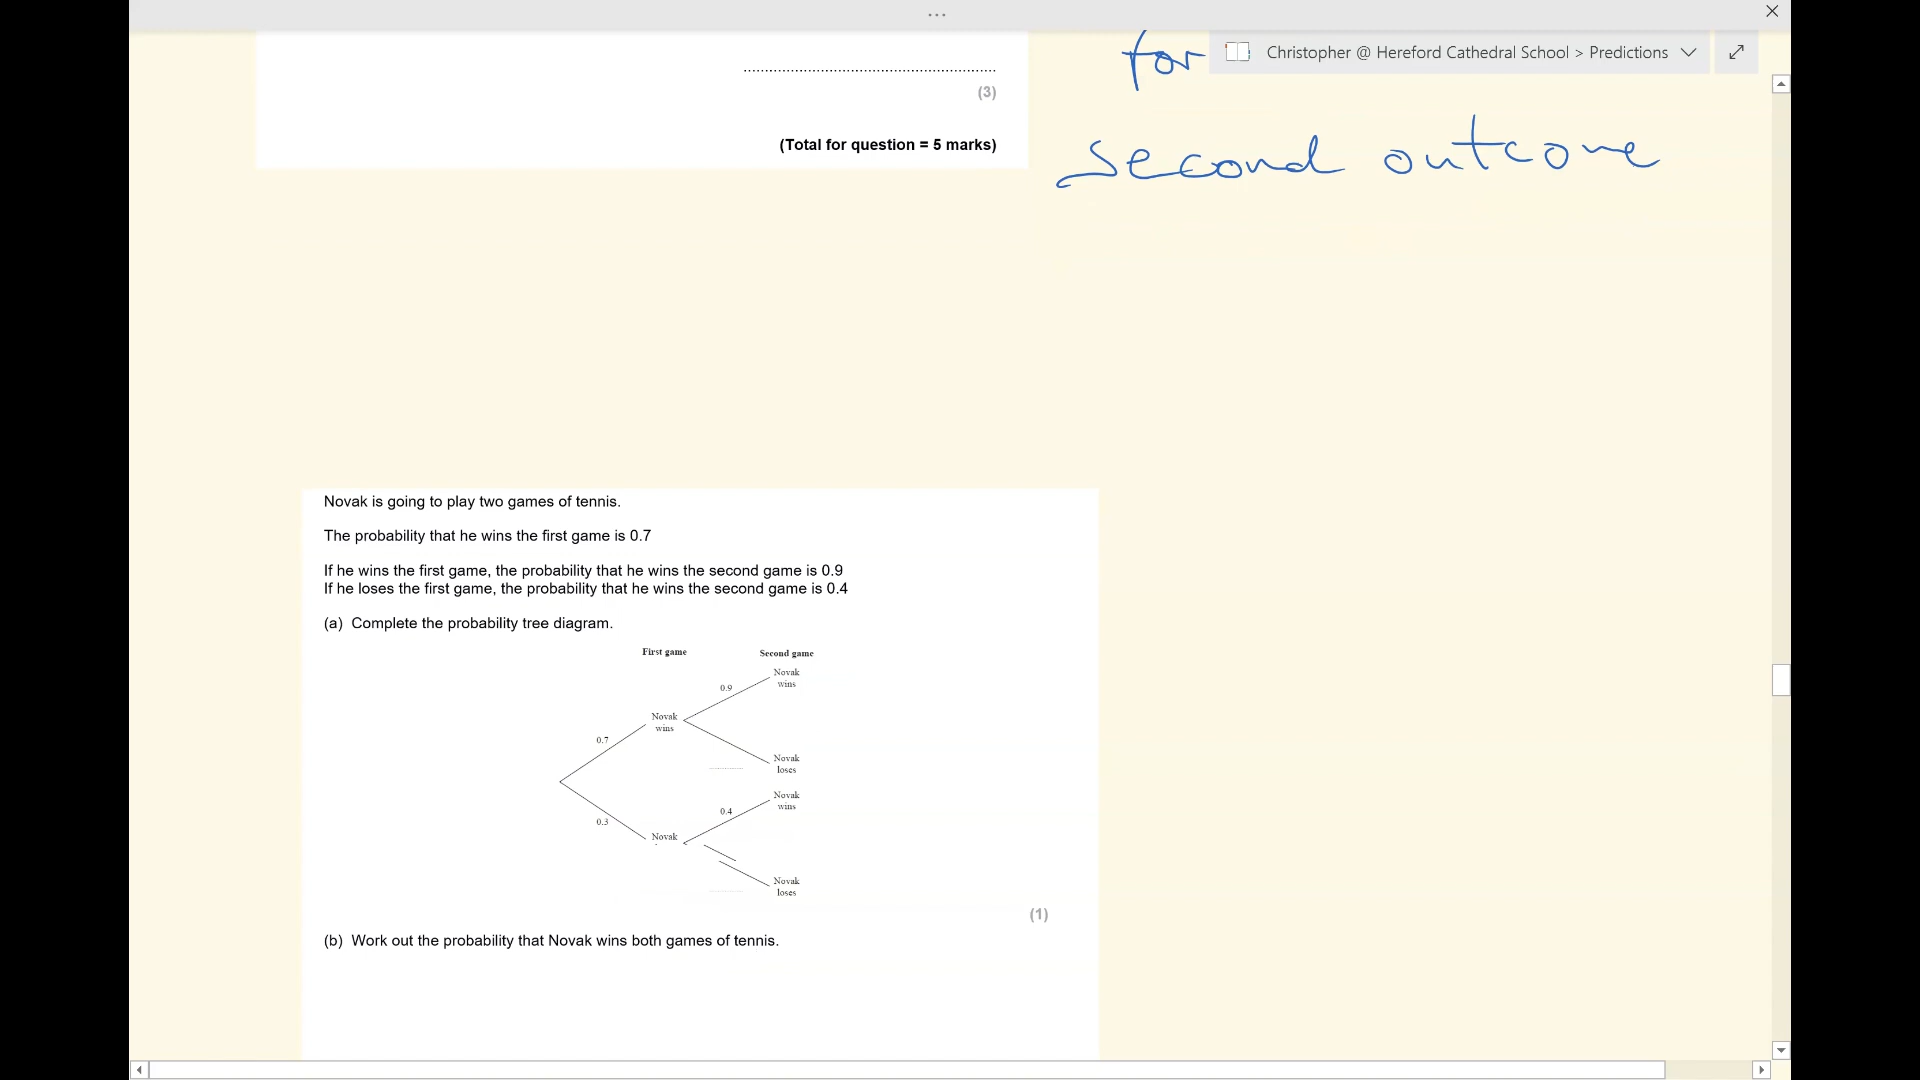 for
Christopher @ Hereford Cathedral School > Predictions
(3)
(Total for question = 5 marks)
second outcome
Novak is going to play two games of tennis.
The probability that he wins the first game is 0.7
If he wins the first game, the probability that he wins the second game is 0.9
If he loses the first game, the probability that he wins the second game is 0.4
(a) Complete the probability tree diagram.
First game
Second game
Novak
wins
0.9
Novak
wins
0.7
Novak
loses
Novak
wins
0.4
0.3
Novak
Novak
loses
(1)
(b) Work out the probability that Novak wins both games of tennis.